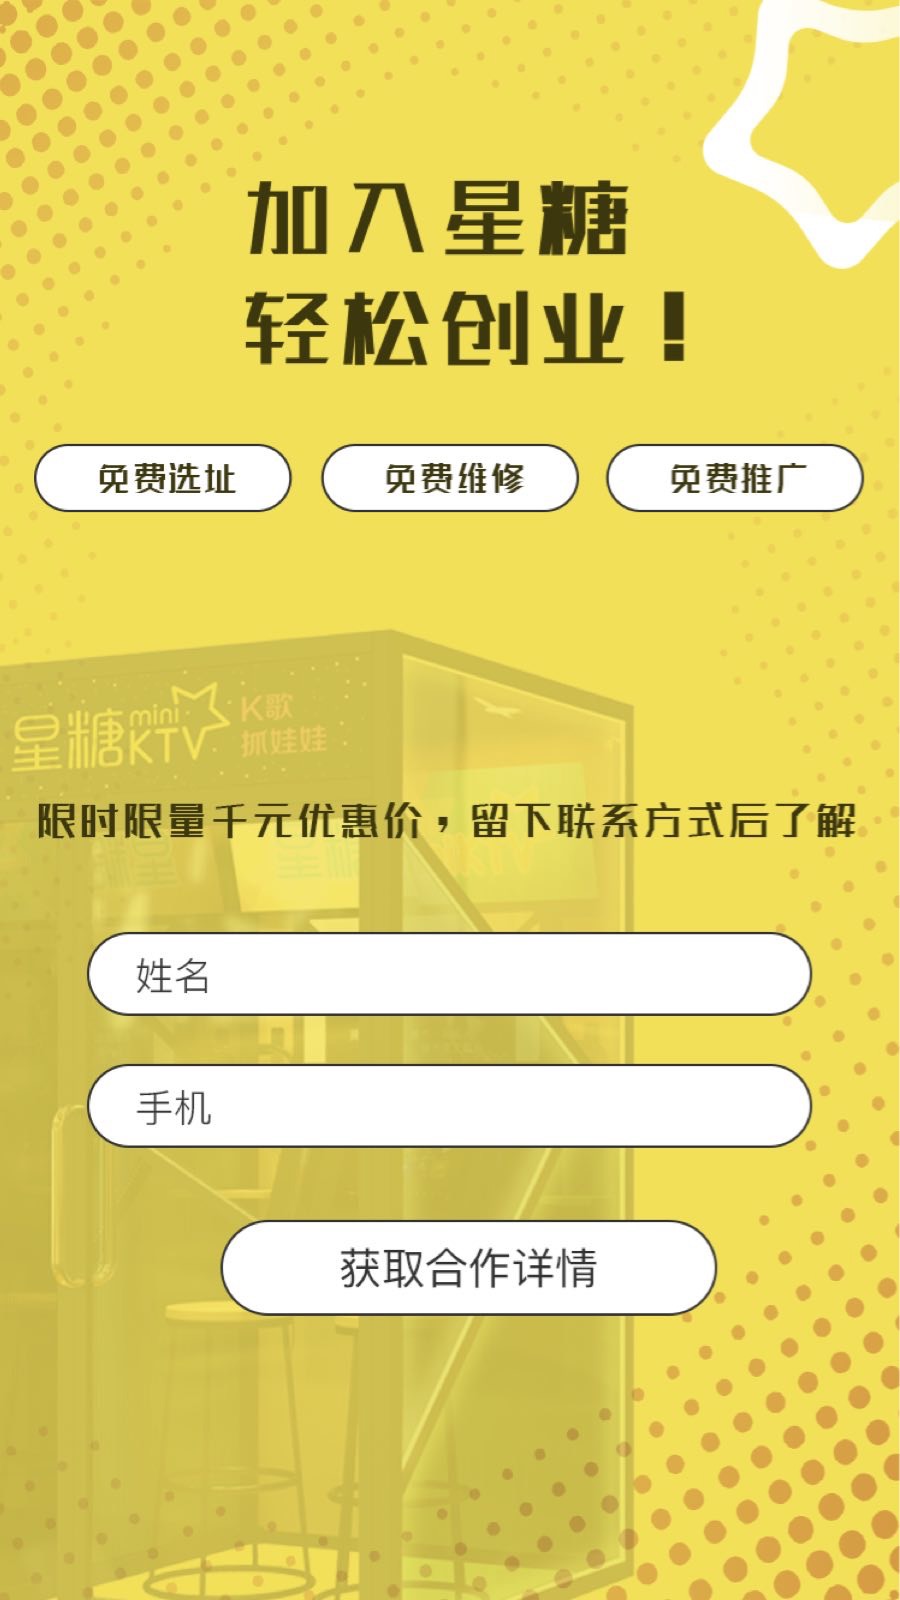 加入星糖
轻松创业！
免费选址
免费维修
免费推广
星糖mini KTV
K歌
抓娃娃
限时限量千元优惠价，留下联系方式后了解
姓名
手机
获取合作详情